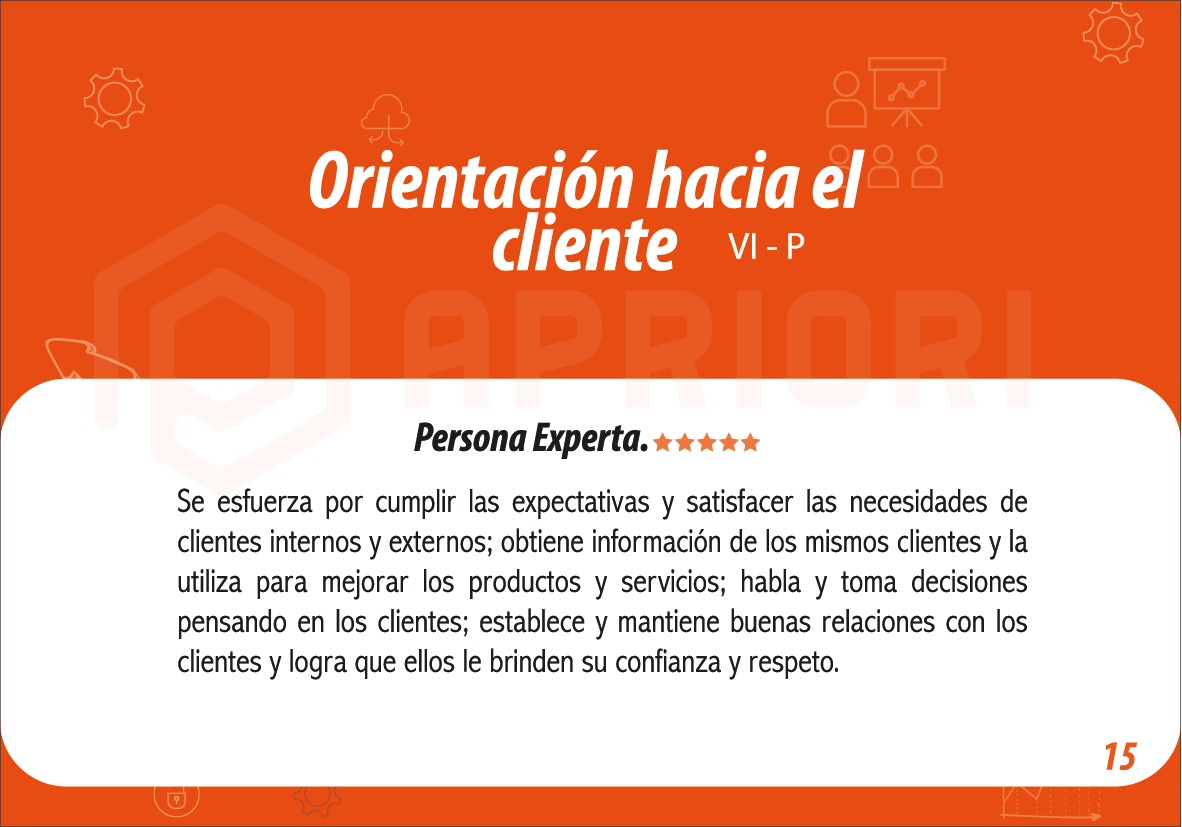 Orientación hacia el
cliente VI - P
APRIORI
Persona Experta.
Se esfuerza por cumplir las expectativas y satisfacer las necesidades de
clientes internos y externos; obtiene información de los mismos clientes y la
utiliza para mejorar los productos y servicios; habla y toma decisiones
pensando en los clientes; establece y mantiene buenas relaciones con los
clientes y logra que ellos le brinden su confianza y respeto.
15